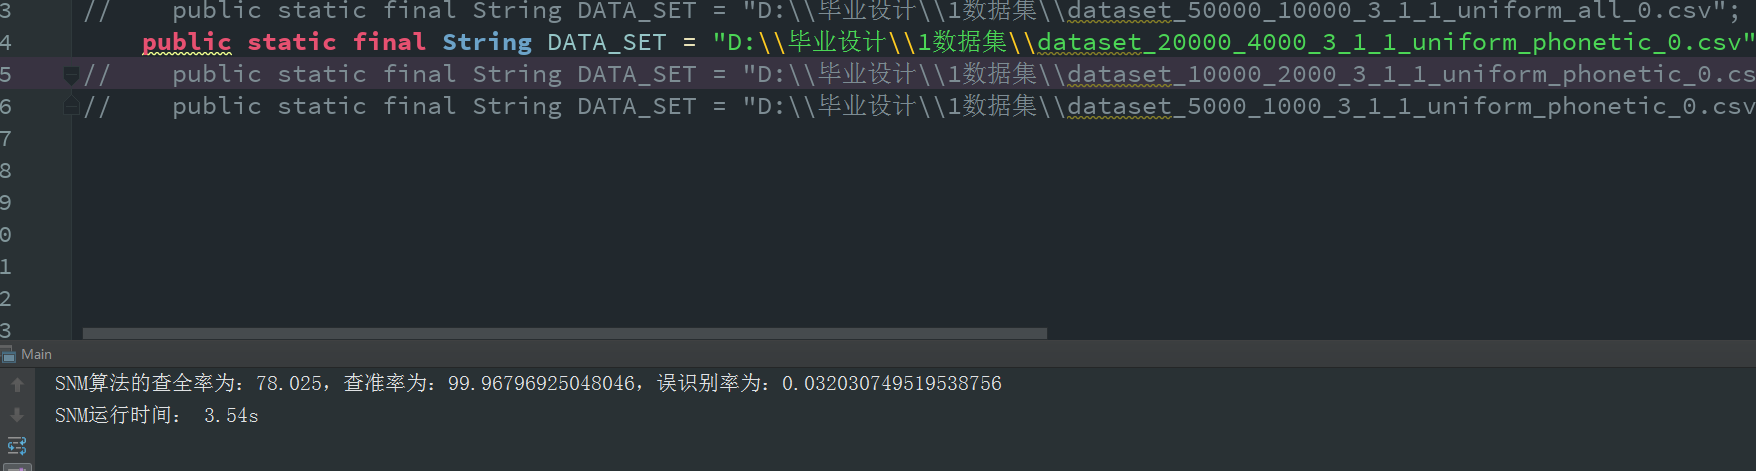 3 //    public static final String DATA_SET = "D:\\毕业设计\\1数据集\\dataset_50000_10000_3_1_1_uniform_all_0.csv";
4     public static final String DATA_SET = "D:\\毕业设计\\1数据集\\dataset_20000_4000_3_1_1_uniform_phonetic_0.csv"
5 //    public static final String DATA_SET = "D:\\毕业设计\\1数据集\\dataset_10000_2000_3_1_1_uniform_phonetic_0.cs
6 //    public static final String DATA_SET = "D:\\毕业设计\\1数据集\\dataset_5000_1000_3_1_1_uniform_phonetic_0.csv
7
8
9
0
1
2
3
Main
SNM算法的查全率为：78.025，查准率为：99.96796925048046，误识别率为：0.032030749519538756
SNM运行时间： 3.54s